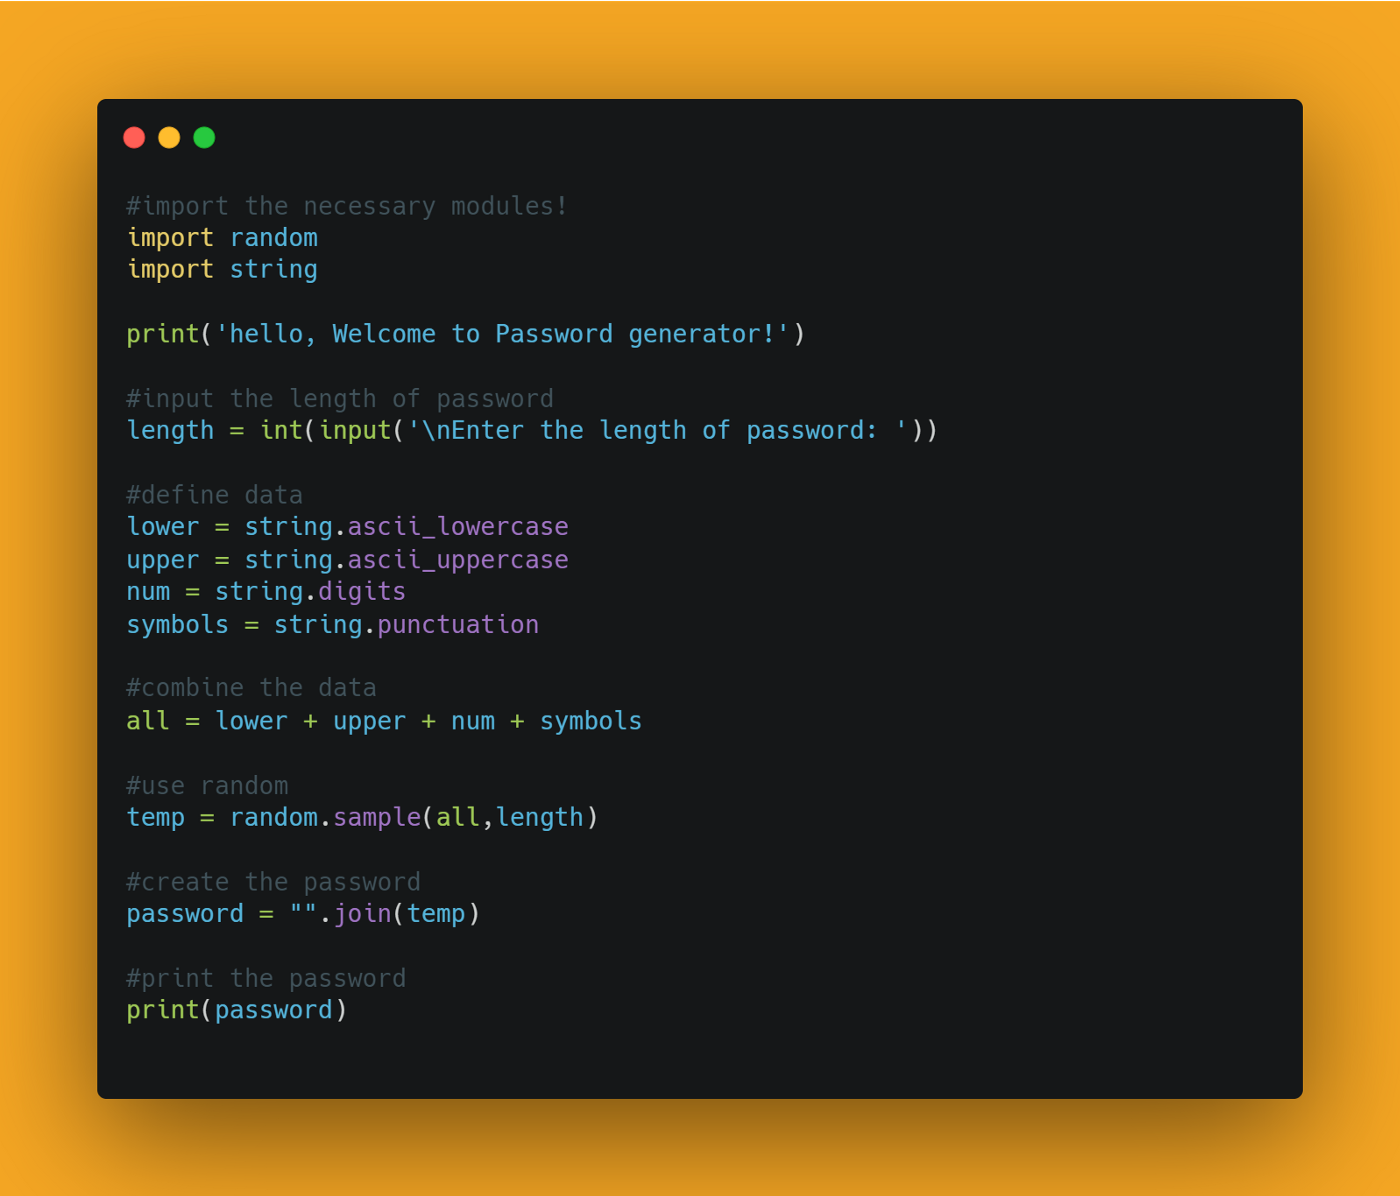 #import the necessary modules!
import random
import string
print('hello, Welcome to Password generator!')
#input the length of password
length = int(input('\nEnter the length of password: '))
#define data
lower = string.ascii_lowercase
upper = string.ascii_uppercase
num = string.digits
symbols = string.punctuation
#combine the data
all = lower + upper + num + symbols
#use random
temp = random.sample(all,length)
#create the password
password = "".join(temp)
#print the password
print(password)